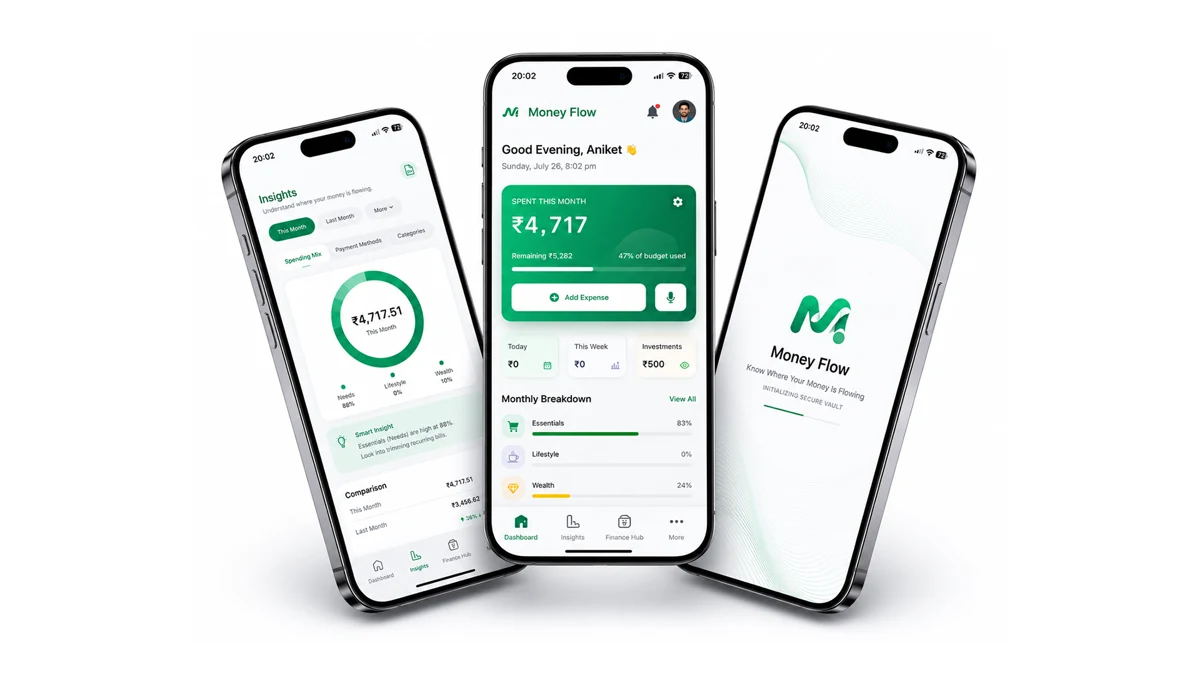 20:02
72
Insights
Understand where your money is flowing.
This Month
Last Month
More
Spending Mix
Payment Methods
Categories
₹4,717.51
This Month
Needs
88%
Lifestyle
0%
Wealth
10%
Smart Insight
Essentials (Needs) are high at 88%.
Look into trimming recurring bills.
Comparison
This Month
₹4,717.51
Last Month
₹3,456.62
36%
Dashboard
Insights
Finance Hub
20:02
72
Money Flow
Good Evening, Aniket 👋
Sunday, July 26, 8:02 pm
SPENT THIS MONTH
₹4,717
Remaining ₹5,282
47% of budget used
Add Expense
Today
₹0
This Week
₹0
Investments
₹500
Monthly Breakdown
View All
Essentials
83%
Lifestyle
0%
Wealth
24%
Dashboard
Insights
Finance Hub
More
20:02
72
Money Flow
Know Where Your Money Is Flowing
INITIALIZING SECURE VAULT